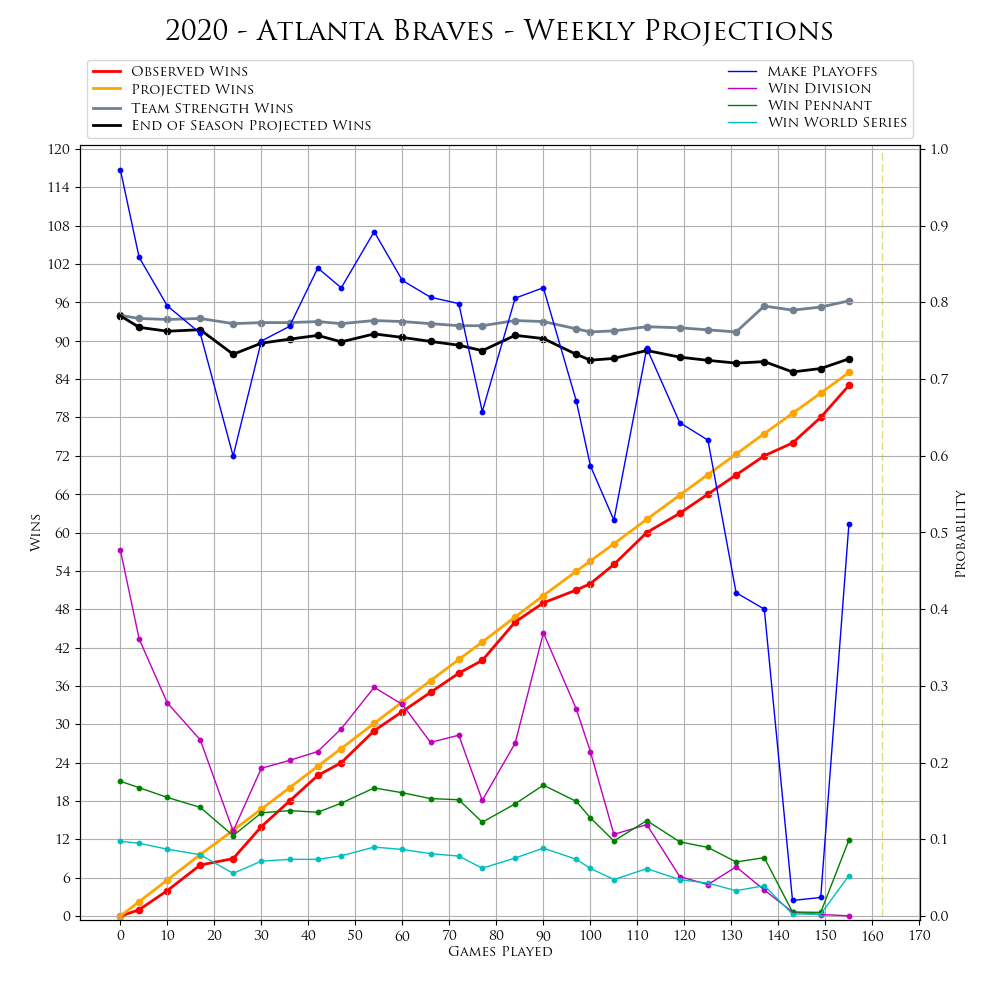 2020 - Atlanta Braves - Weekly Projections
Observed Wins
Projected Wins
Team Strength Wins
End of Season Projected Wins
Make Playoffs
Win Division
Win Pennant
Win World Series
120
114
108
102
96
90
84
78
72
66
60
54
48
42
36
30
24
18
12
6
0
Wins
1.0
0.9
0.8
0.7
0.6
0.5
0.4
0.3
0.2
0.1
0.0
Probability
0 10 20 30 40 50 60 70 80 90 100 110 120 130 140 150 160 170
Games Played